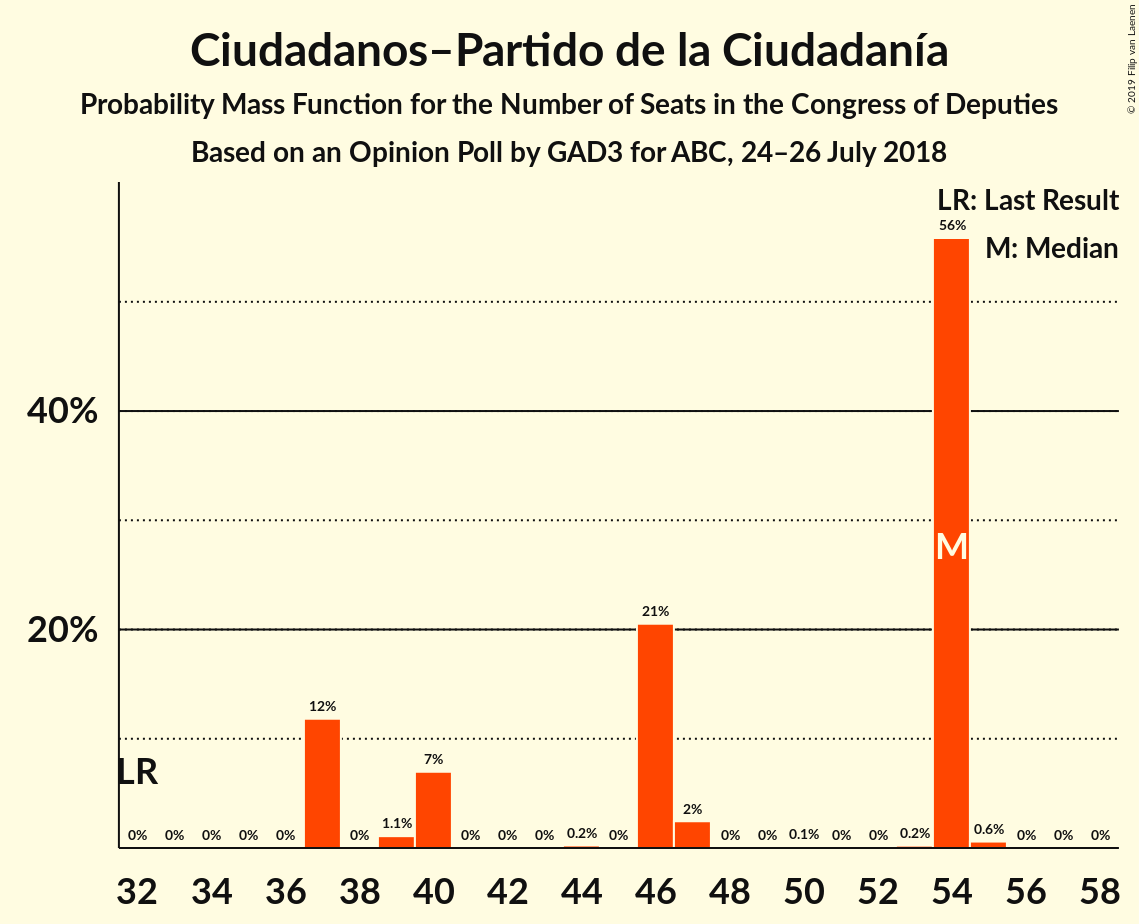 Ciudadanos–Partido de la Ciudadanía
Probability Mass Function for the Number of Seats in the Congress of Deputies
Based on an Opinion Poll by GAD3 for ABC, 24–26 July 2018
© 2019 Filip van Laenen
LR: Last Result
M: Median
56%
40%
M
21%
20%
12%
7%
LR
2%
0% 0% 0% 0% 0% 0% 1.1% 0% 0% 0% 0.2% 0% 0% 0% 0.1% 0% 0% 0.2% 0.6% 0% 0% 0%
32 34 36 38 40 42 44 46 48 50 52 54 56 58